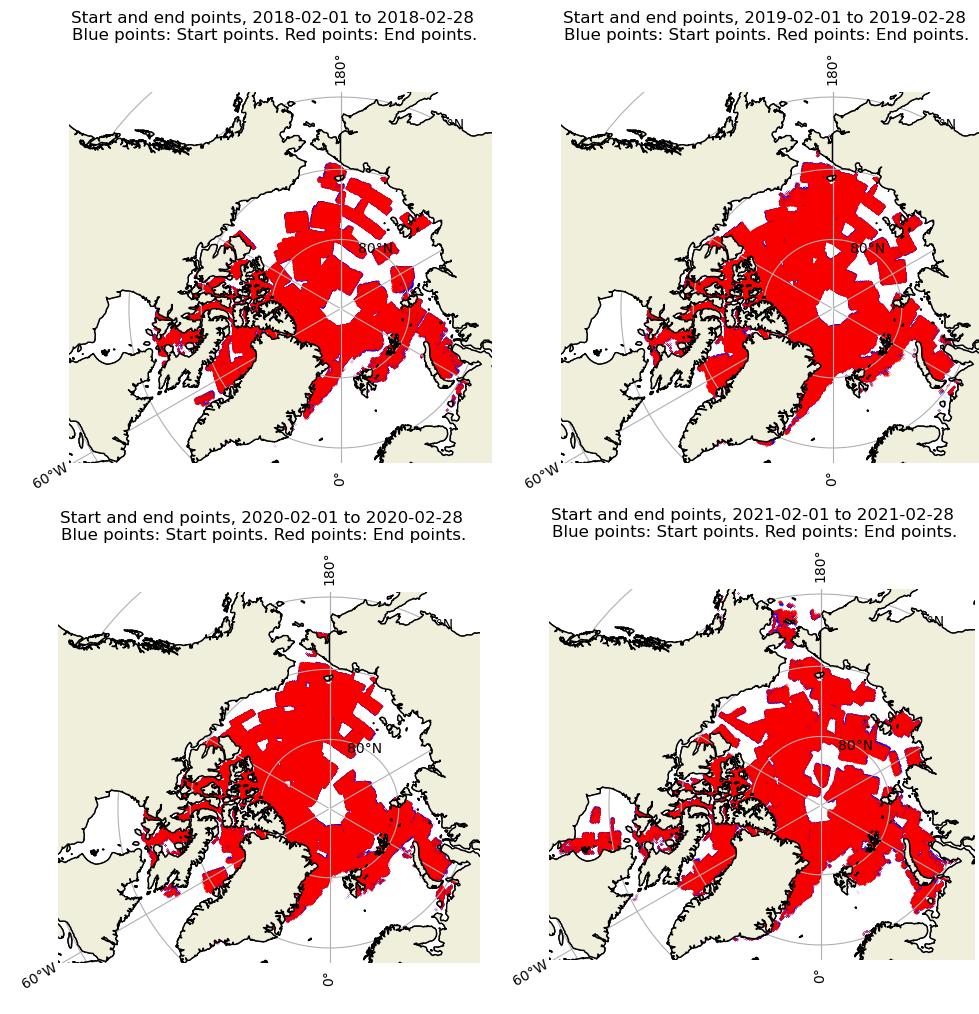 Start and end points, 2018-02-01 to 2018-02-28
Blue points: Start points. Red points: End points.
180°
°N
80°N
60°W
0°
Start and end points, 2019-02-01 to 2019-02-28
Blue points: Start points. Red points: End points.
180°
°N
80°N
60°W
0°
Start and end points, 2020-02-01 to 2020-02-28
Blue points: Start points. Red points: End points.
180°
°N
80°N
60°W
0°
Start and end points, 2021-02-01 to 2021-02-28
Blue points: Start points. Red points: End points.
180°
°N
80°N
60°W
0°